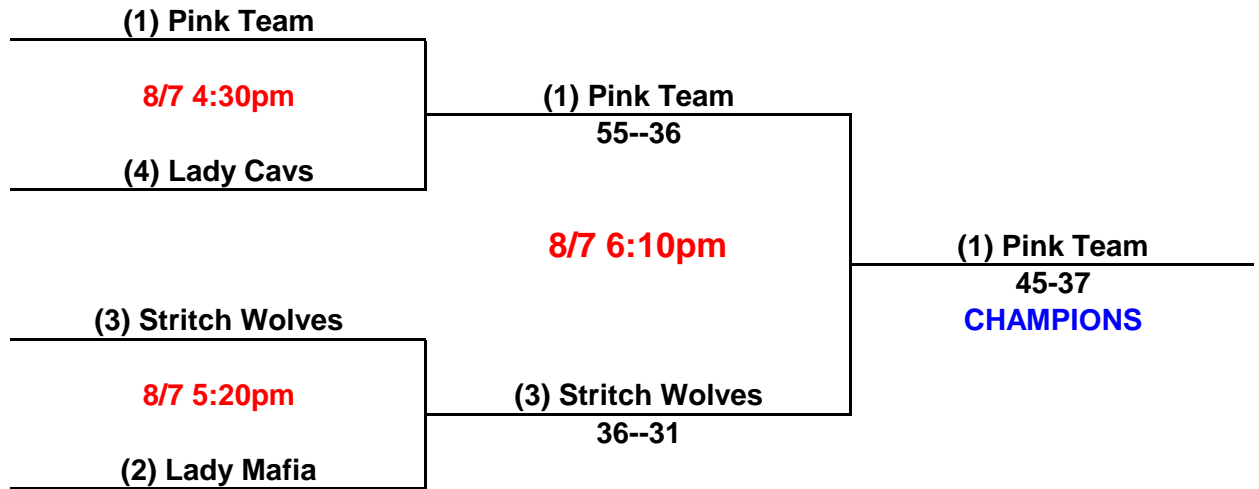 (1) Pink Team
8/7 4:30pm
(4) Lady Cavs
(1) Pink Team
55--36
8/7 6:10pm
(3) Stritch Wolves
8/7 5:20pm
(2) Lady Mafia
(3) Stritch Wolves
36--31
(1) Pink Team
45-37
CHAMPIONS